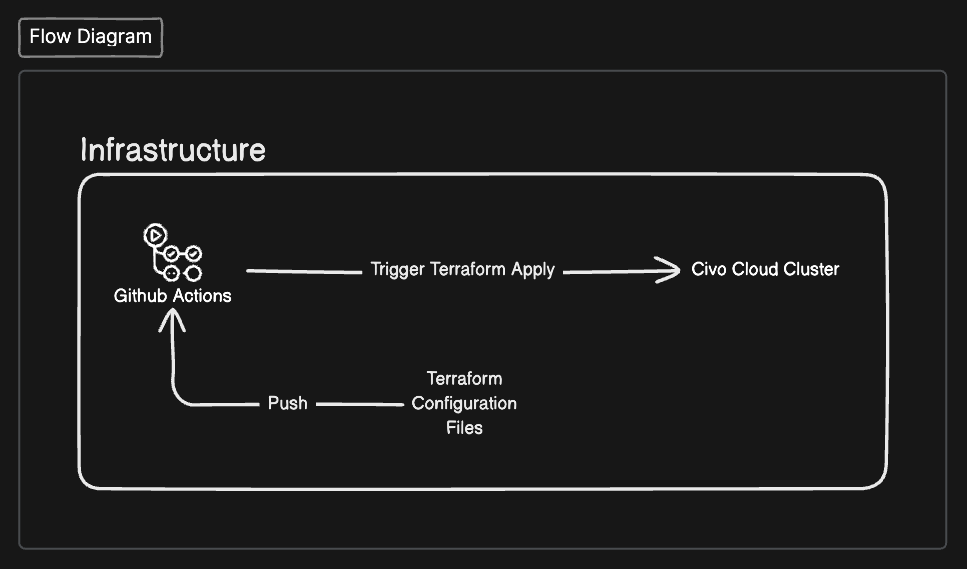 Flow Diagram
Infrastructure
Github Actions
Trigger Terraform Apply
Civo Cloud Cluster
Push
Terraform
Configuration
Files